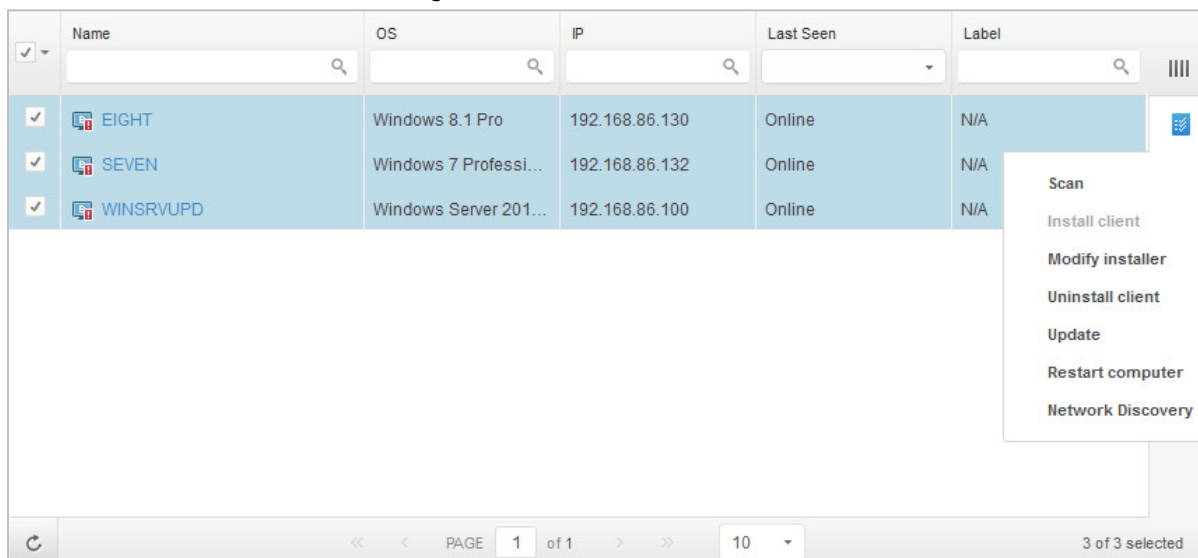 Name OS IP Last Seen Label
EIGHT Windows 8.1 Pro 192.168.86.130 Online N/A
SEVEN Windows 7 Professi... 192.168.86.132 Online N/A
WINSRVUPD Windows Server 201... 192.168.86.100 Online N/A
Scan
Install client
Modify installer
Uninstall client
Update
Restart computer
Network Discovery
PAGE 1 of 1 10 3 of 3 selected